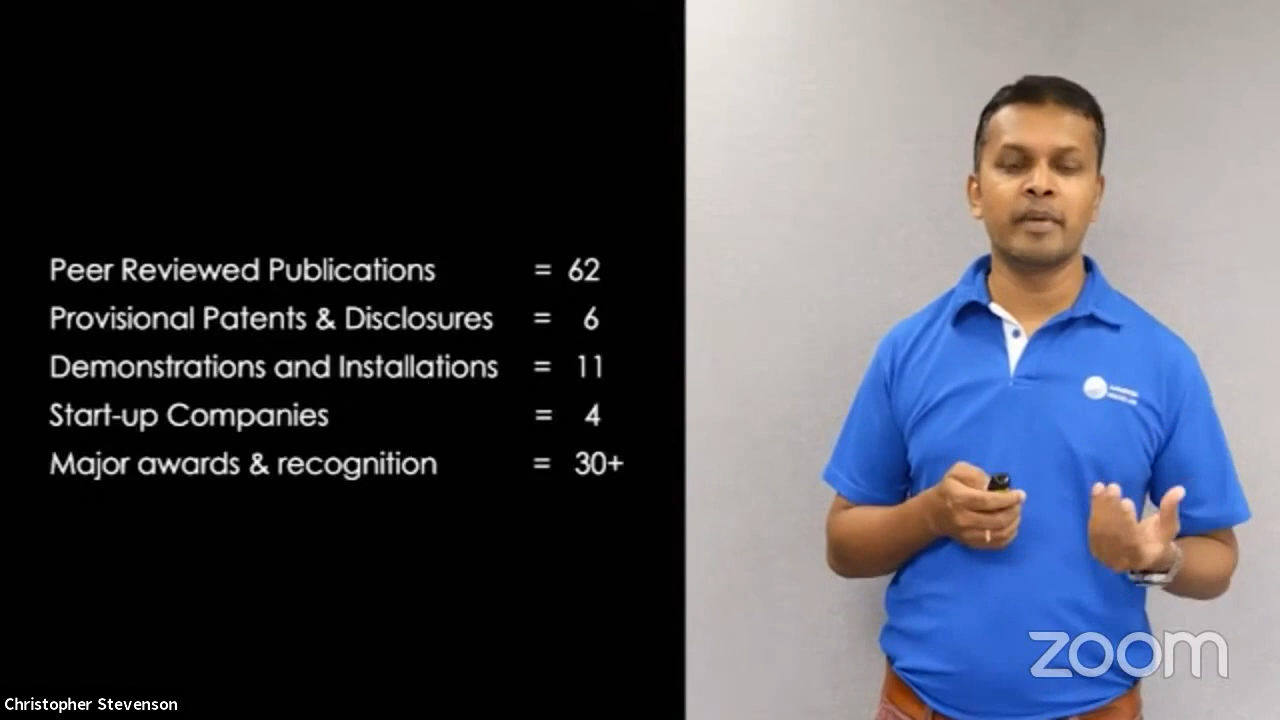 Peer Reviewed Publications = 62
Provisional Patents & Disclosures = 6
Demonstrations and Installations = 11
Start-up Companies = 4
Major awards & recognition = 30+
zoom
Christopher Stevenson